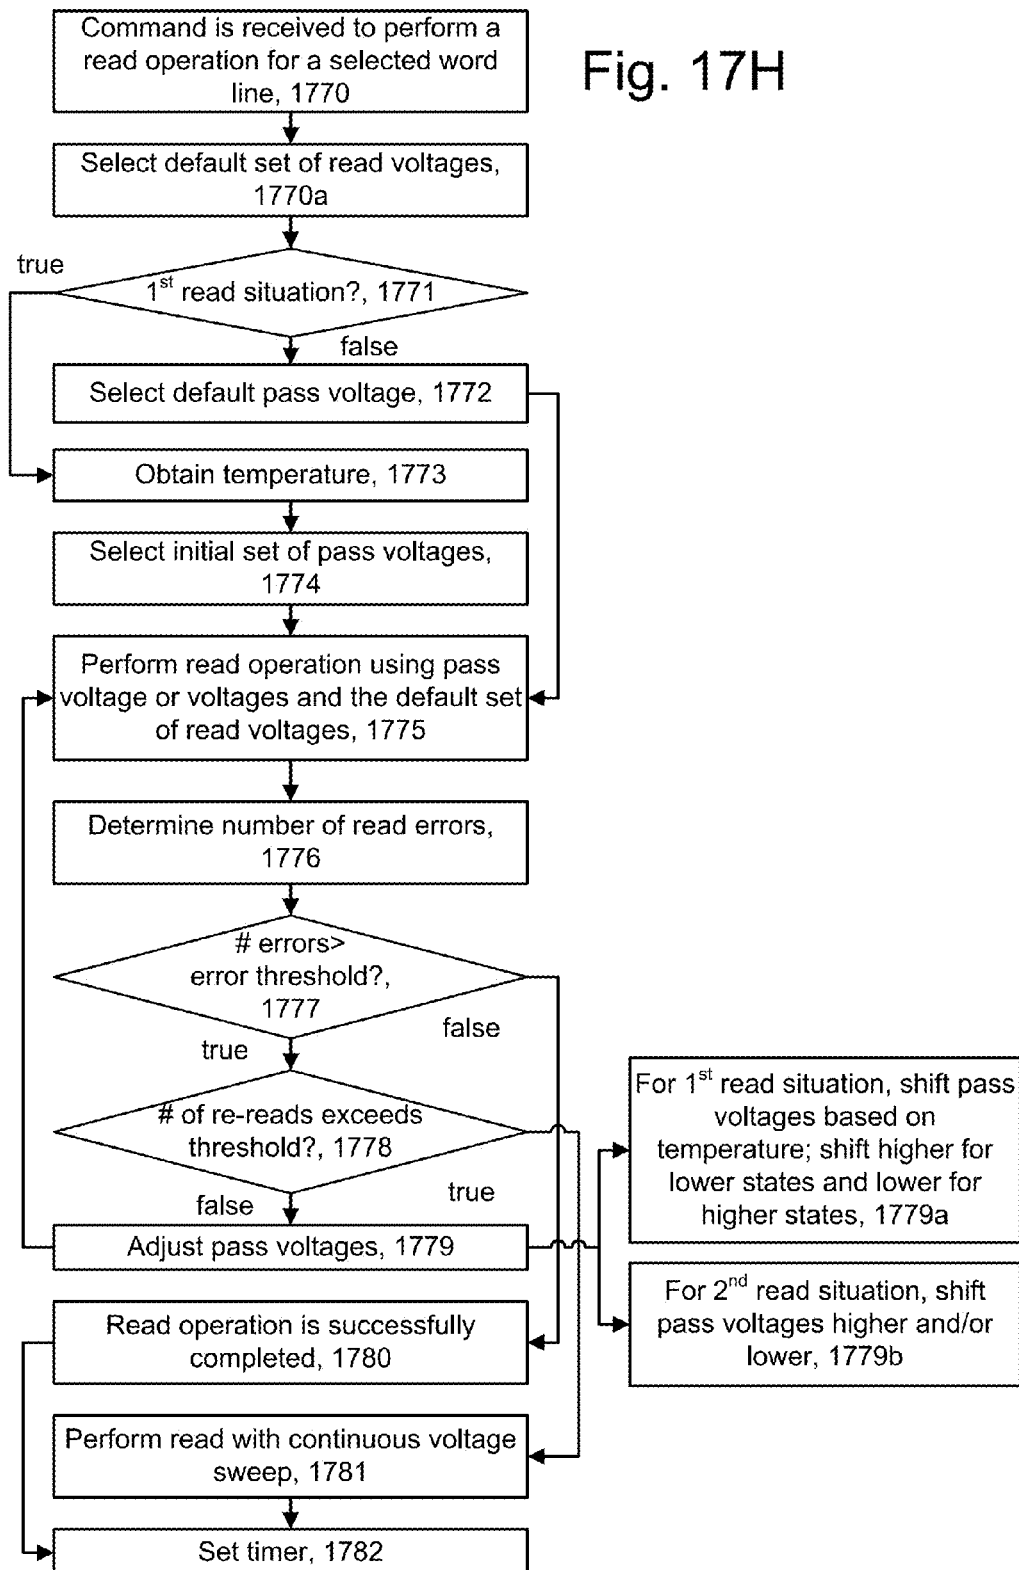 Command is received to perform a
read operation for a selected word
line, 1770
Fig. 17H
Select default set of read voltages,
1770a
true
1st read situation?, 1771
false
Select default pass voltage, 1772
Obtain temperature, 1773
Select initial set of pass voltages,
1774
Perform read operation using pass
voltage or voltages and the default set
of read voltages, 1775
Determine number of read errors,
1776
# errors>
error threshold?,
1777
false
true
# of re-reads exceeds
threshold?, 1778
true
false
Adjust pass voltages, 1779
For 1st read situation, shift pass
voltages based on
temperature; shift higher for
lower states and lower for
higher states, 1779a
For 2nd read situation, shift
pass voltages higher and/or
lower, 1779b
Read operation is successfully
completed, 1780
Perform read with continuous voltage
sweep, 1781
Set timer, 1782